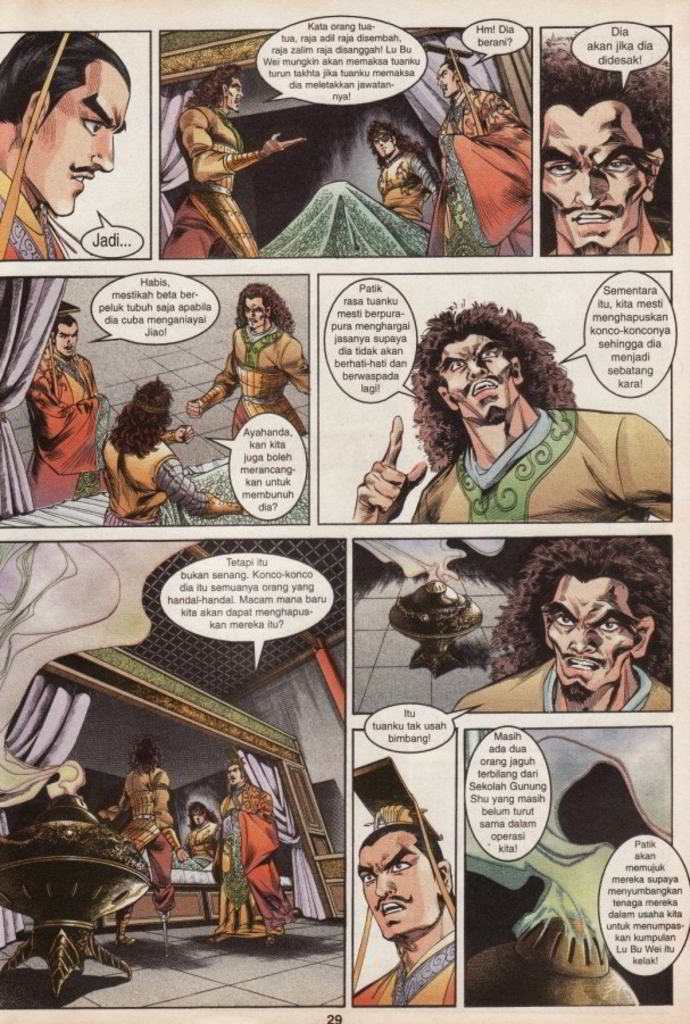 Jadi...
Kata orang tua-
tua, raja adil raja disembah,
raja zalim raja disanggah! Lu Bu
Wei mungkin akan memaksa tuanku
turun takhta jika tuanku memaksa
dia meletakkan jawatan-
nya!
Hm! Dia
berani?
Dia
akan jika dia
didesak!
Habis,
mestikah beta ber-
peluk tubuh saja apabila
dia cuba menganiayai
Jiao!
Ayahanda,
kan kita
juga boleh
merancang-
kan untuk
membunuh
dia?
Patik
rasa tuanku
mesti berpura-
pura menghargai
jasanya supaya
dia tidak akan
berhati-hati dan
berwaspada
lagi!
Sementara
itu, kita mesti
menghapuskan
konco-konconya
sehingga dia
menjadi
sebatang
kara!
Tetapi itu
bukan senang. Konco-konco
dia itu semuanya orang yang
handal-handal. Macam mana baru
kita akan dapat menghapus-
kan mereka itu?
Itu
tuanku tak usah
bimbang!
Masih
ada dua
orang jaguh
terbilang dari
Sekolah Gunung
Shu yang masih
belum turut
sama dalam
operasi
kita!
Patik
akan
memujuk
mereka supaya
menyumbangkan
tenaga mereka
dalam usaha kita
untuk menumpas-
kan kumpulan
Lu Bu Wei itu
kelak!
29